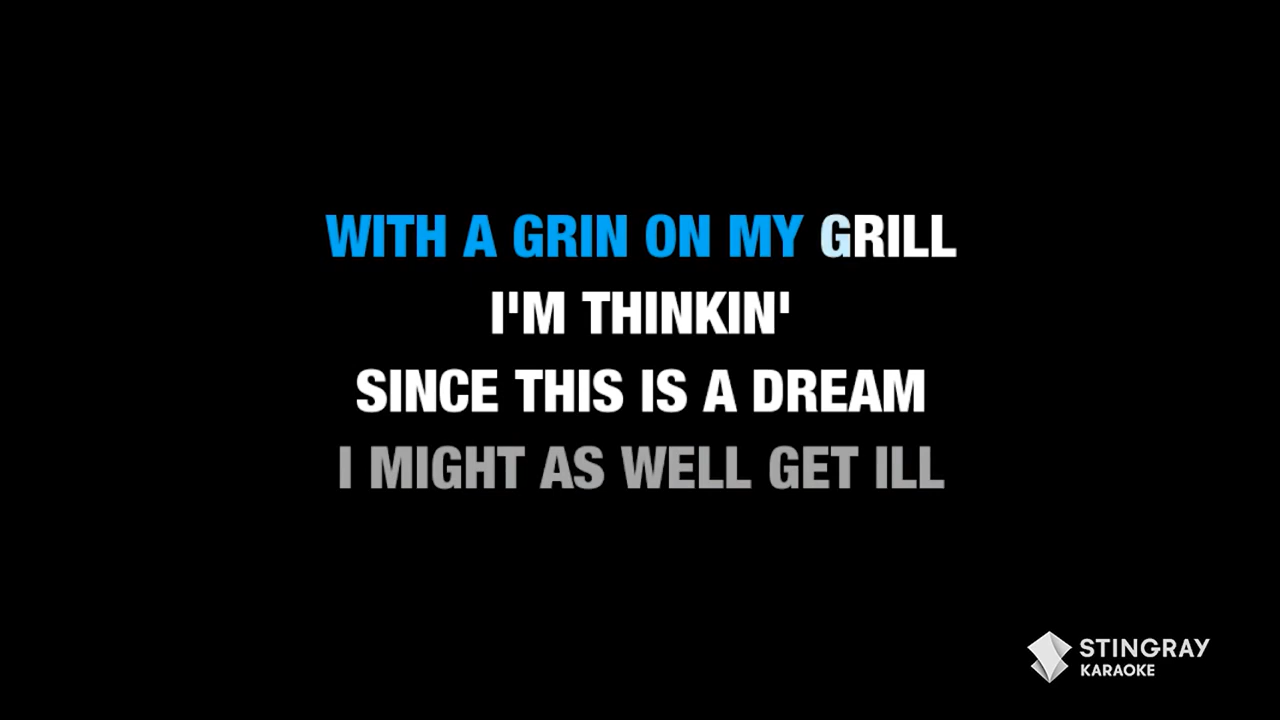 WITH A GRIN ON MY GRILL
I'M THINKIN'
SINCE THIS IS A DREAM
I MIGHT AS WELL GET ILL
STINGRAY
KARAOKE